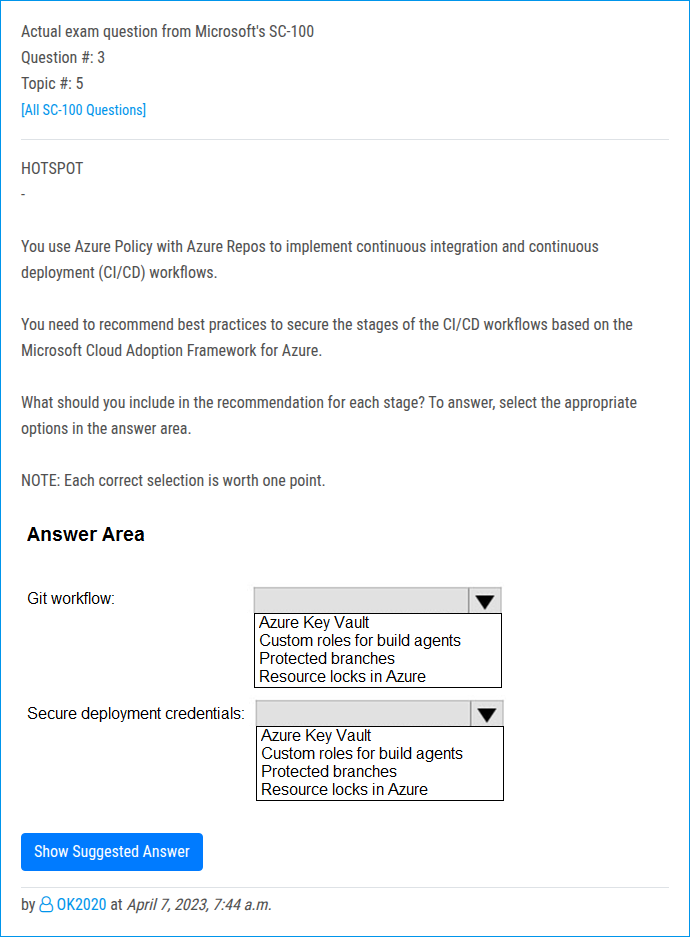 Actual exam question from Microsoft's SC-100
Question #: 3
Topic #: 5
[All SC-100 Questions]
HOTSPOT
-
You use Azure Policy with Azure Repos to implement continuous integration and continuous
deployment (CI/CD) workflows.
You need to recommend best practices to secure the stages of the CI/CD workflows based on the
Microsoft Cloud Adoption Framework for Azure.
What should you include in the recommendation for each stage? To answer, select the appropriate
options in the answer area.
NOTE: Each correct selection is worth one point.
Answer Area
Git workflow:
Azure Key Vault
Custom roles for build agents
Protected branches
Resource locks in Azure
Secure deployment credentials:
Azure Key Vault
Custom roles for build agents
Protected branches
Resource locks in Azure
Show Suggested Answer
by OK2020 at April 7, 2023, 7:44 a.m.